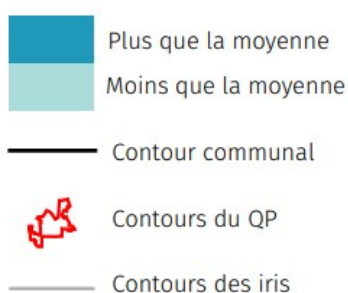 Plus que la moyenne
Moins que la moyenne
Contour communal
Contours du QP
Contours des iris